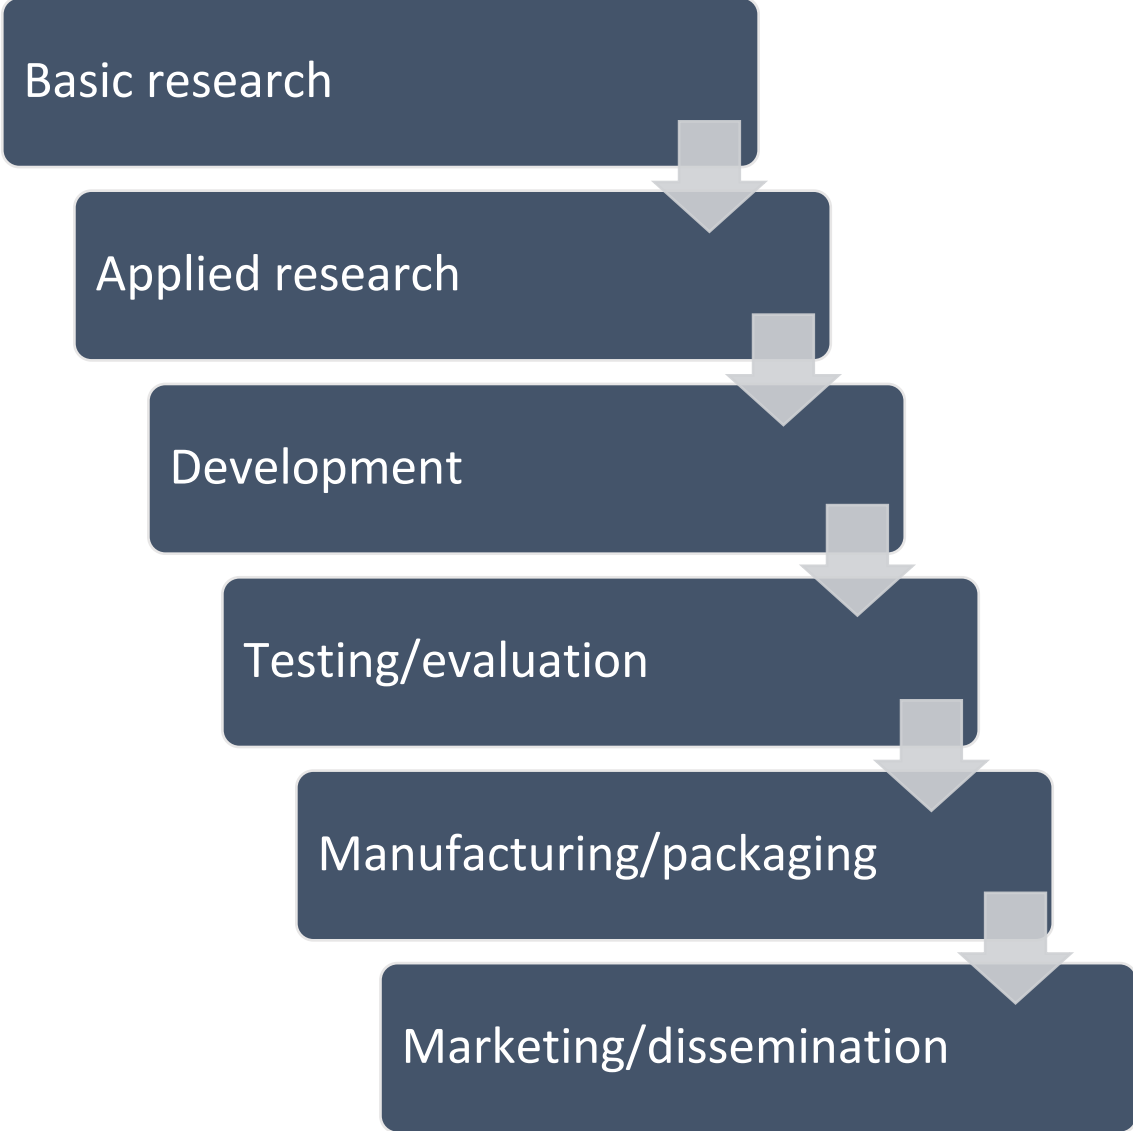 Basic research
Applied research
Development
Testing/evaluation
Manufacturing/packaging
Marketing/dissemination